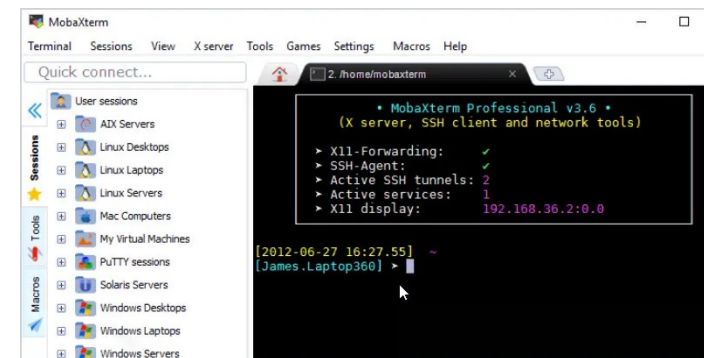 MobaXterm
Terminal Sessions View X server Tools Games Settings Macros Help
Quick connect...
2. /home/mobaxterm
User sessions
AIX Servers
Linux Desktops
Linux Laptops
Linux Servers
Mac Computers
My Virtual Machines
PuTTY sessions
Solaris Servers
Windows Desktops
Windows Laptops
Windows Servers
Sessions
Tools
Macros
• MobaXterm Professional v3.6 •
(X server, SSH client and network tools)
➤ X11-Forwarding: ✔
➤ SSH-Agent: ✔
➤ Active SSH tunnels: 2
➤ Active services: 1
➤ X11 display: 192.168.36.2:0.0
[2012-06-27 16:27.55] ~
[James.Laptop360] ➤